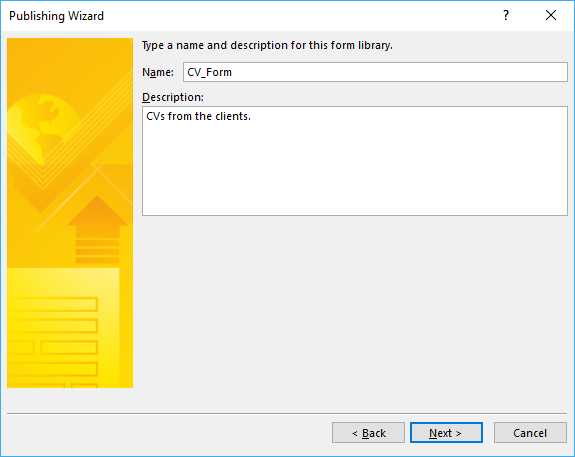 Publishing Wizard
?
Type a name and description for this form library.
Name: CV_Form
Description:
CVs from the clients.
< Back Next > Cancel